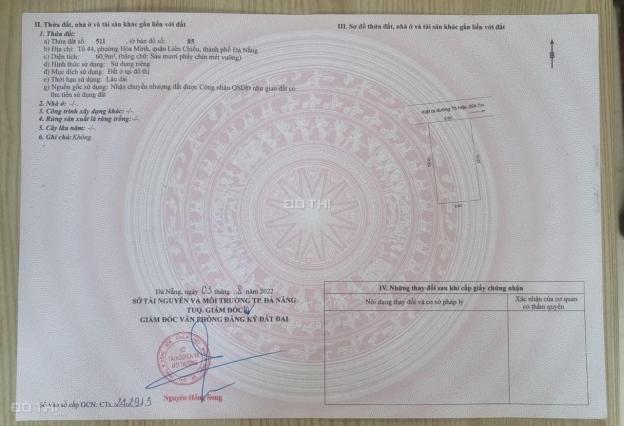 II. Thửa đất, nhà ở và tài sản khác gắn liền với đất
1. Thửa đất:
a) Thửa đất số: 511 , tờ bản đồ số: 85
b) Địa chỉ: Tổ 44, phường Hòa Minh, quận Liên Chiểu, thành phố Đà Nẵng
c) Diện tích: 60,9m², (bằng chữ: Sáu mươi phẩy chín mét vuông)
d) Hình thức sử dụng: Sử dụng riêng
đ) Mục đích sử dụng: Đất ở tại đô thị
e) Thời hạn sử dụng: Lâu dài
g) Nguồn gốc sử dụng: Nhận chuyển nhượng đất được Công nhận QSDĐ như giao đất có
thu tiền sử dụng đất
2. Nhà ở: -/-
3. Công trình xây dựng khác: -/-
4. Rừng sản xuất là rừng trồng: -/-
5. Cây lâu năm: -/-
6. Ghi chú: Không.
III. Sơ đồ thửa đất, nhà ở và tài sản khác gắn liền với đất
ĐÔ THỊ
Đà Nẵng, ngày 03 tháng 8 năm 2022
SỞ TÀI NGUYÊN VÀ MÔI TRƯỜNG TP. ĐÀ NẴNG
TUQ. GIÁM ĐỐC
GIÁM ĐỐC VĂN PHÒNG ĐĂNG KÝ ĐẤT ĐAI
SỞ
TÀI NGUYÊN VÀ
MÔI TRƯỜNG
Nguyễn Hồng Song
Số vào sổ cấp GCN: CTs
IV. Những thay đổi sau khi cấp giấy chứng nhận
Nội dung thay đổi và cơ sở pháp lý
Xác nhận của cơ quan
có thẩm quyền
ĐÔ THỊ